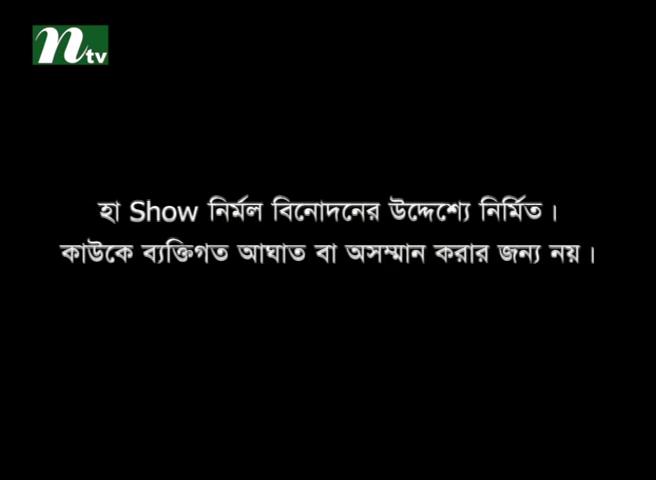 ntv
হা Show নির্মল বিনোদনের উদ্দেশ্যে নির্মিত।
কাউকে ব্যক্তিগত আঘাত বা অসম্মান করার জন্য নয়।